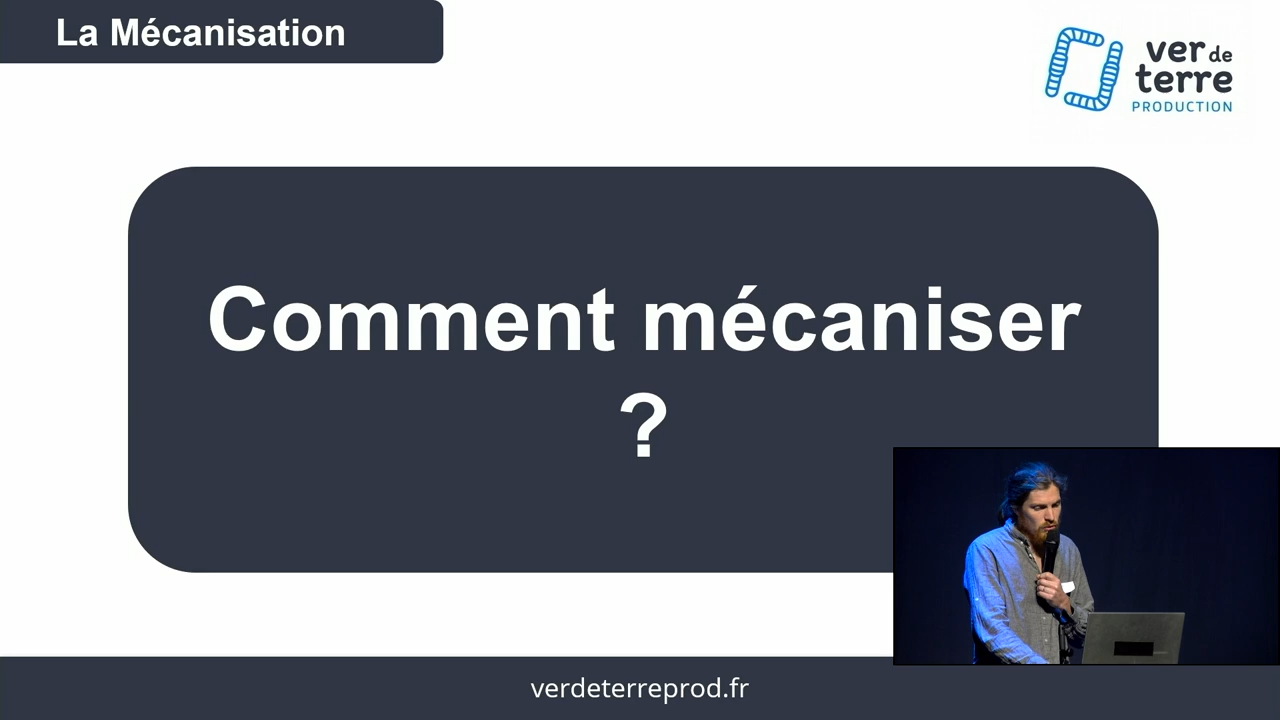 La Mécanisation
ver de
terre
PRODUCTION
Comment mécaniser
?
verdeterreprod.fr